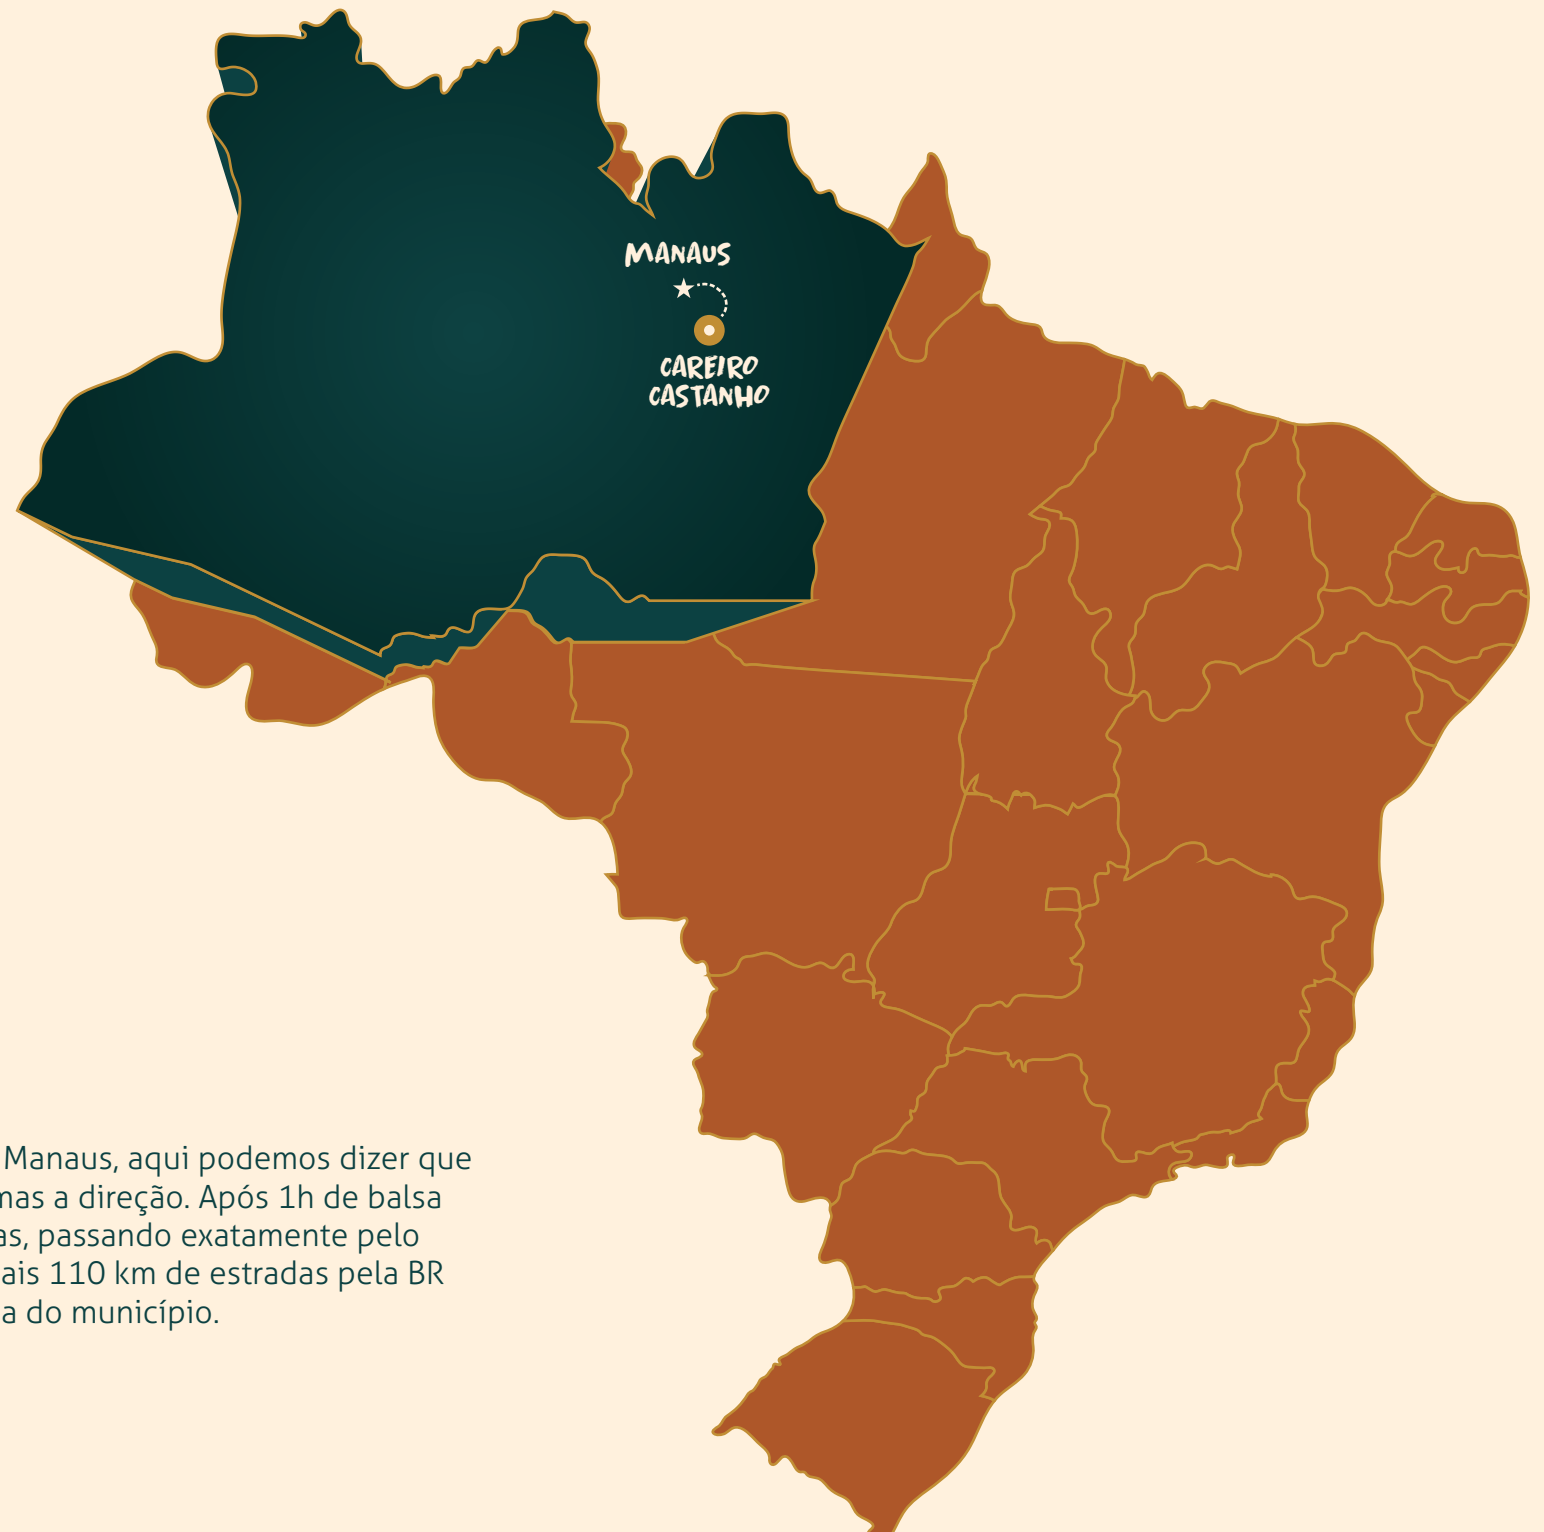 MANAUS
CAREIRO
CASTANHO
Manaus, aqui podemos dizer que
mas a direção. Após 1h de balsa
as, passando exatamente pelo
ais 110 km de estradas pela BR
a do município.